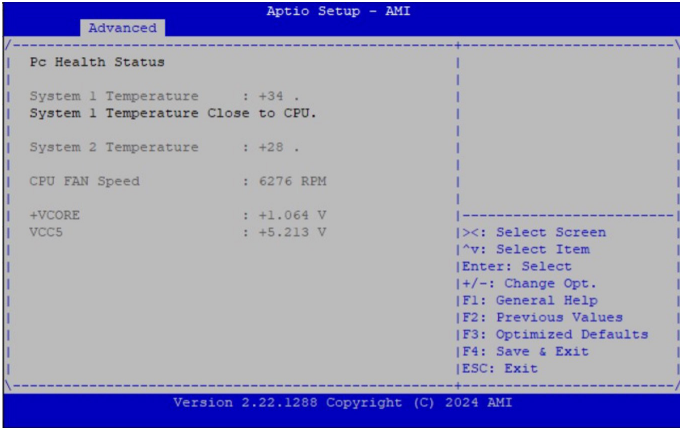 Aptio Setup - AMI
Advanced
Pc Health Status
System 1 Temperature : +34 .
System 1 Temperature Close to CPU.
System 2 Temperature : +28 .
CPU FAN Speed : 6276 RPM
+VCORE : +1.064 V
VCC5 : +5.213 V
><: Select Screen
^v: Select Item
Enter: Select
+/-: Change Opt.
F1: General Help
F2: Previous Values
F3: Optimized Defaults
F4: Save & Exit
ESC: Exit
Version 2.22.1288 Copyright (C) 2024 AMI